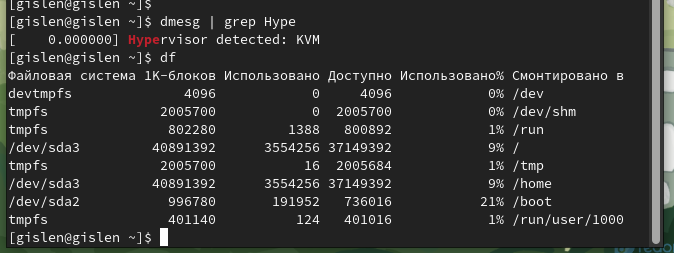 [gislen@gislen ~]$
[gislen@gislen ~]$ dmesg | grep Hype
[    0.000000] Hypervisor detected: KVM
[gislen@gislen ~]$ df
Файловая система 1K-блоков Использовано Доступно Использовано% Смонтировано в
devtmpfs              4096            0     4096            0% /dev
tmpfs              2005700            0  2005700            0% /dev/shm
tmpfs               802280         1388   800892            1% /run
/dev/sda3         40891392      3554256 37149392            9% /
tmpfs              2005700           16  2005684            1% /tmp
/dev/sda3         40891392      3554256 37149392            9% /home
/dev/sda2           996780       191952   736016           21% /boot
tmpfs               401140          124   401016            1% /run/user/1000
[gislen@gislen ~]$